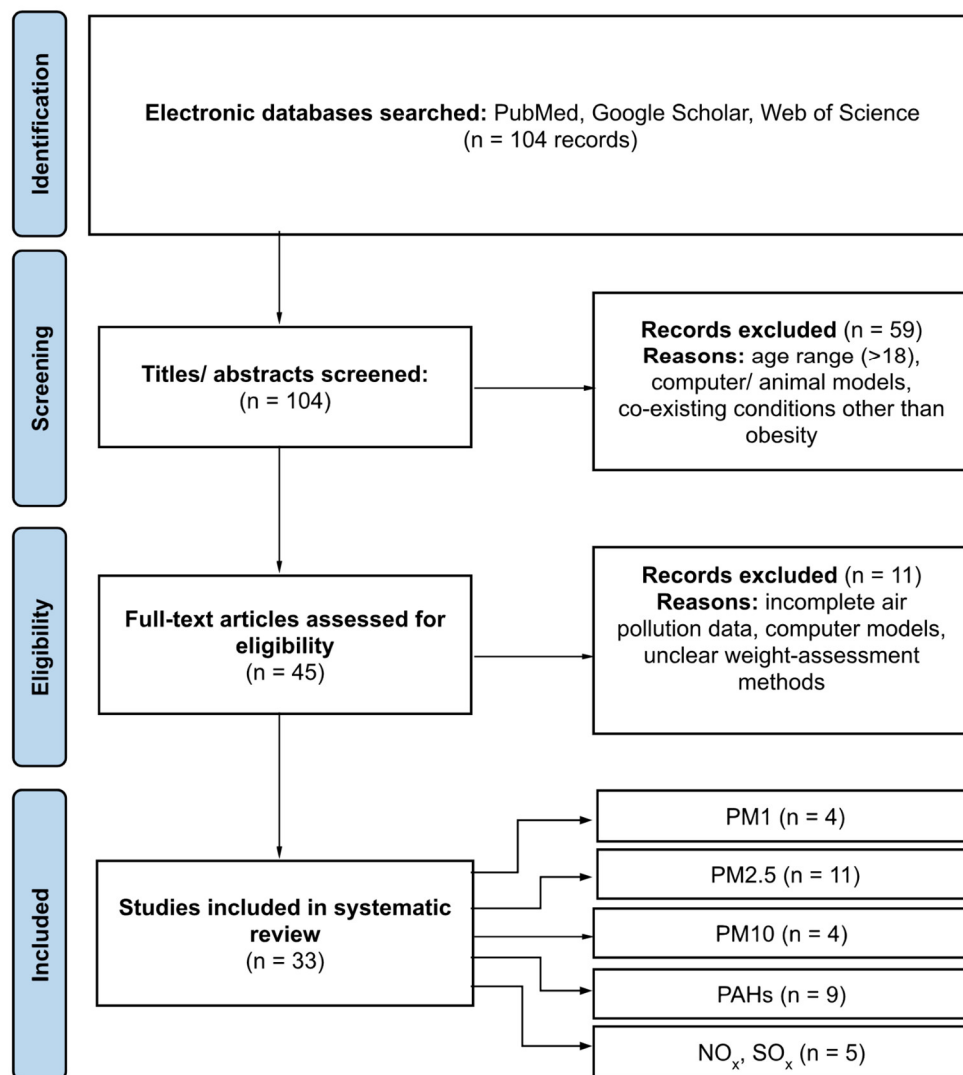 Identification
Electronic databases searched: PubMed, Google Scholar, Web of Science
(n = 104 records)
Screening
Titles/ abstracts screened:
(n = 104)
Records excluded (n = 59)
Reasons: age range (>18),
computer/ animal models,
co-existing conditions other than
obesity
Eligibility
Full-text articles assessed for
eligibility
(n = 45)
Records excluded (n = 11)
Reasons: incomplete air
pollution data, computer models,
unclear weight-assessment
methods
Included
Studies included in systematic
review
(n = 33)
PM1 (n = 4)
PM2.5 (n = 11)
PM10 (n = 4)
PAHs (n = 9)
NOx, SOx (n = 5)